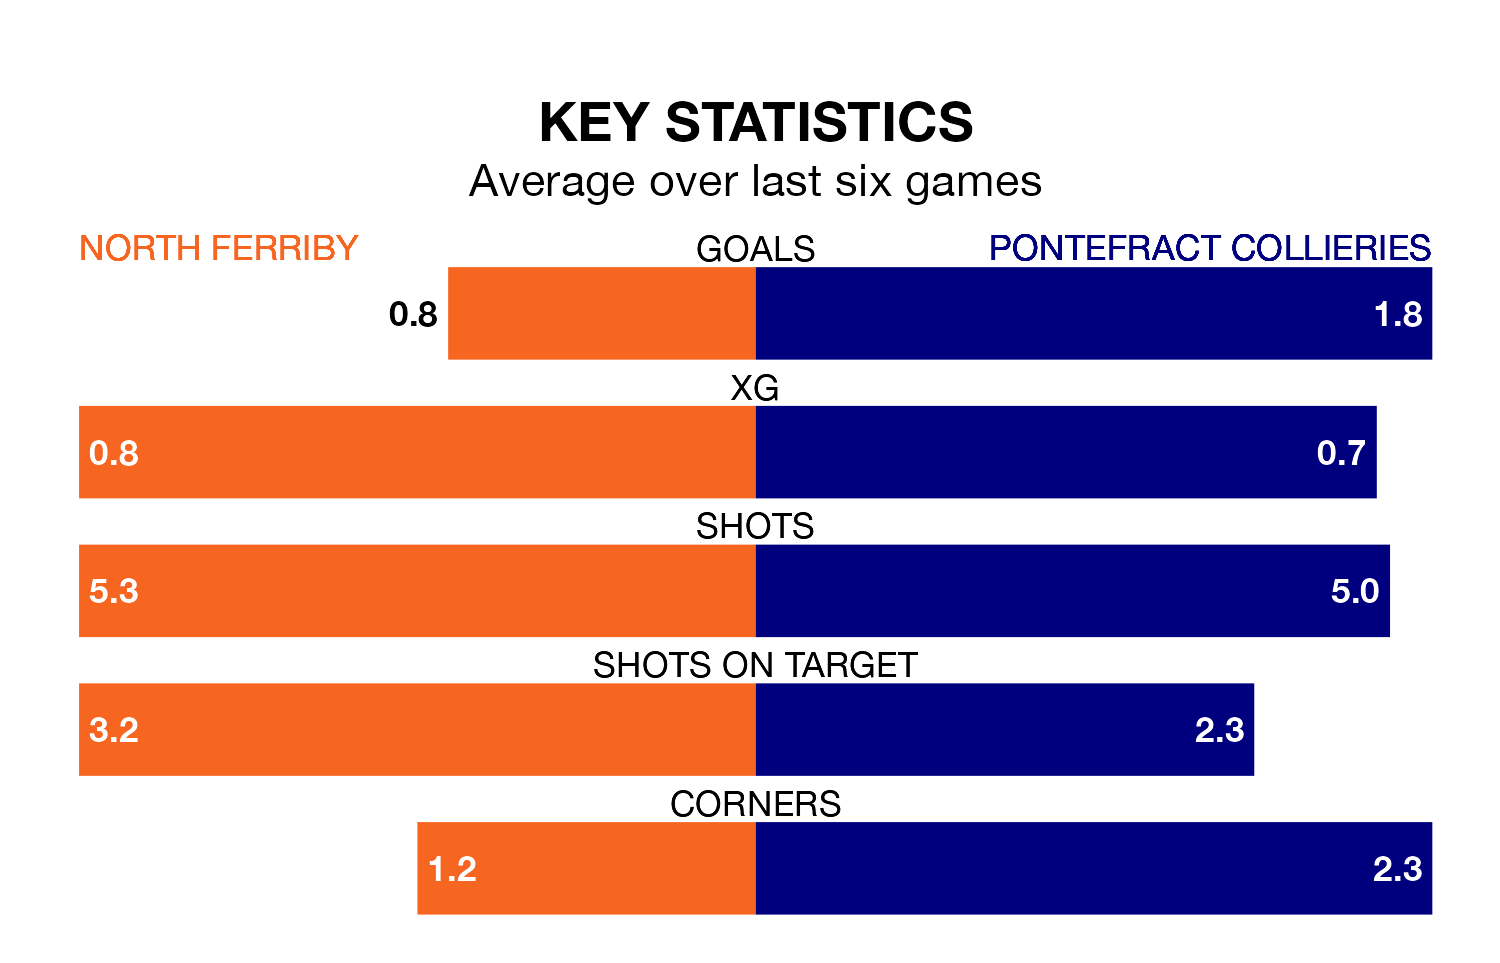 KEY STATISTICS
Average over last six games
NORTH FERRIBY GOALS PONTEFRACT COLLIERIES
0.8 1.8
XG
0.8 0.7
SHOTS
5.3 5.0
SHOTS ON TARGET
3.2 2.3
CORNERS
1.2 2.3